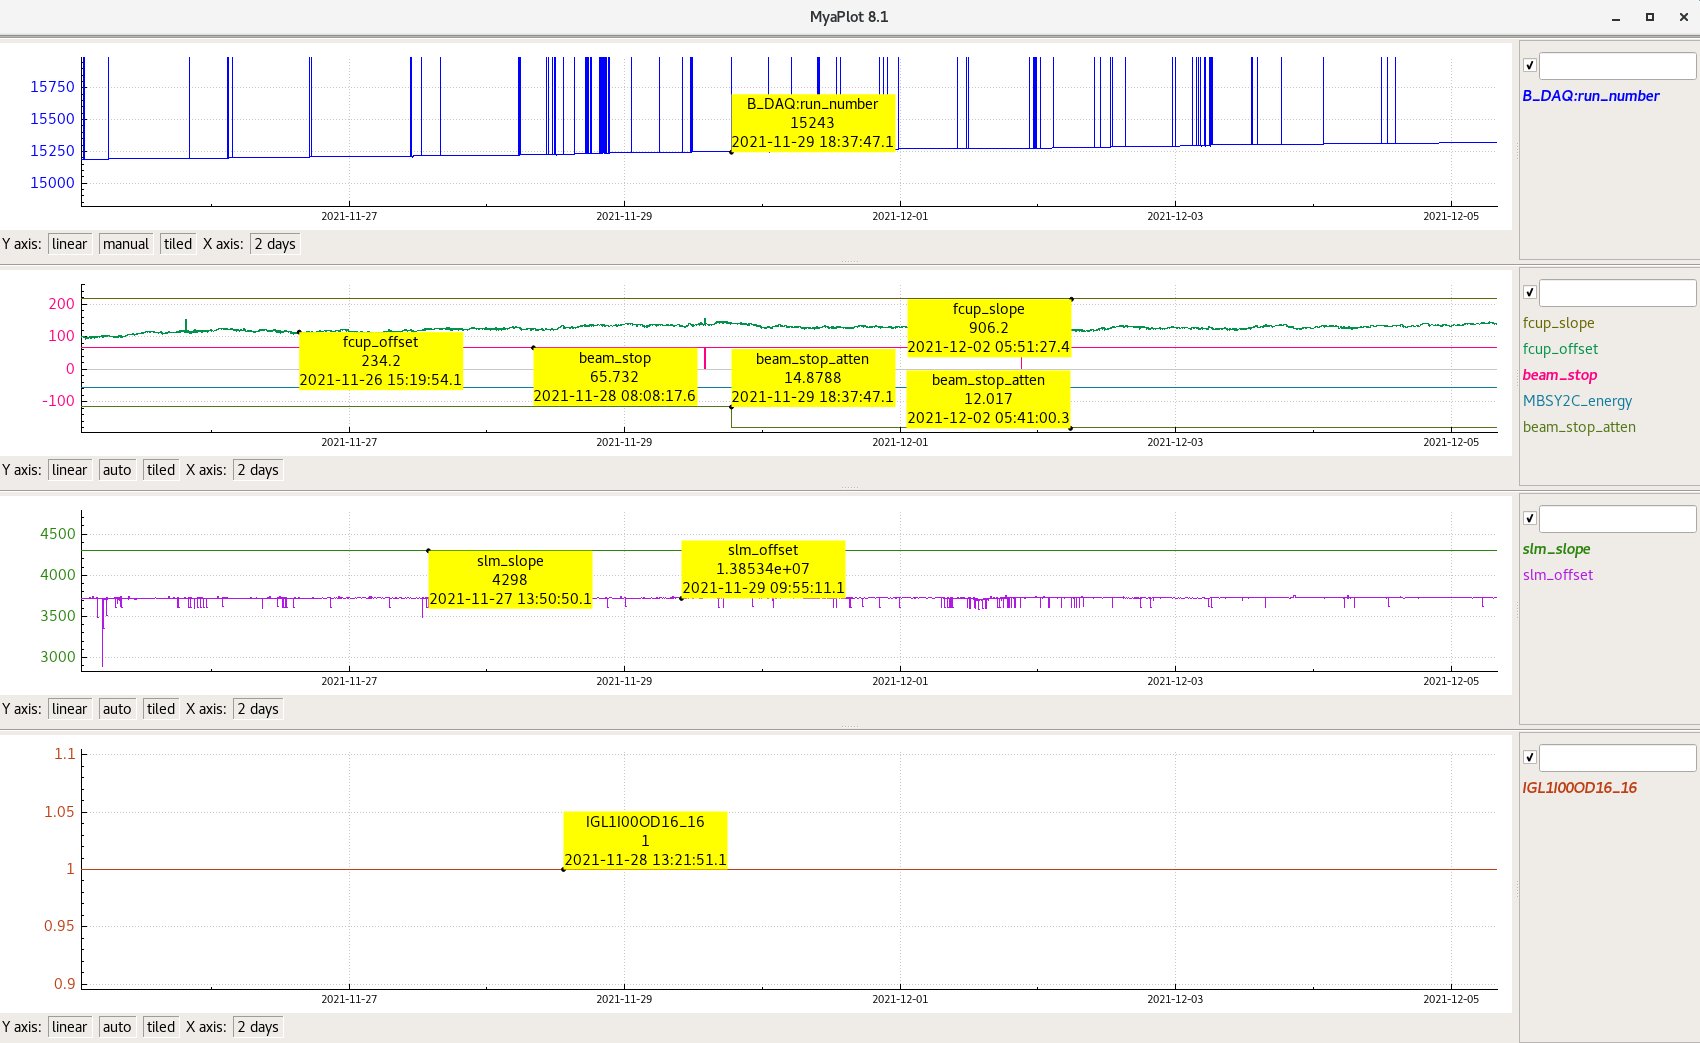 MyaPlot 8.1
15750
15500
15250
15000
B_DAQ:run_number
15243
2021-11-29 18:37:47.1
2021-11-27
2021-11-29
2021-12-01
2021-12-03
2021-12-05
Y axis: linear manual tiled X axis: 2 days
B_DAQ:run_number
200
100
0
-100
fcup_offset
234.2
2021-11-26 15:19:54.1
beam_stop
65.732
2021-11-28 08:08:17.6
beam_stop_atten
14.8788
2021-11-29 18:37:47.1
fcup_slope
906.2
2021-12-02 05:51:27.4
beam_stop_atten
12.017
2021-12-02 05:41:00.3
2021-11-27
2021-11-29
2021-12-01
2021-12-03
2021-12-05
Y axis: linear auto tiled X axis: 2 days
fcup_slope
fcup_offset
beam_stop
MBSY2C_energy
beam_stop_atten
4500
4000
3500
3000
slm_slope
4298
2021-11-27 13:50:50.1
slm_offset
1.38534e+07
2021-11-29 09:55:11.1
2021-11-27
2021-11-29
2021-12-01
2021-12-03
2021-12-05
Y axis: linear auto tiled X axis: 2 days
slm_slope
slm_offset
1.1
1.05
1
0.95
0.9
IGL1I00OD16_16
1
2021-11-28 13:21:51.1
2021-11-27
2021-11-29
2021-12-01
2021-12-03
2021-12-05
Y axis: linear auto tiled X axis: 2 days
IGL1I00OD16_16